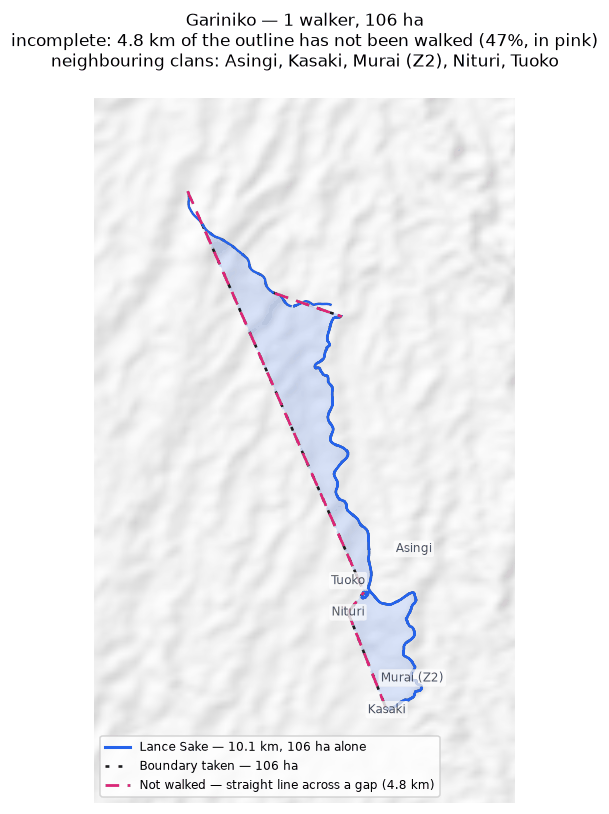 Gariniko — 1 walker, 106 ha
incomplete: 4.8 km of the outline has not been walked (47%, in pink)
neighbouring clans: Asingi, Kasaki, Murai (Z2), Nituri, Tuoko
Asingi
Tuoko
Nituri
Murai (Z2)
Kasaki
Lance Sake — 10.1 km, 106 ha alone
Boundary taken — 106 ha
Not walked — straight line across a gap (4.8 km)